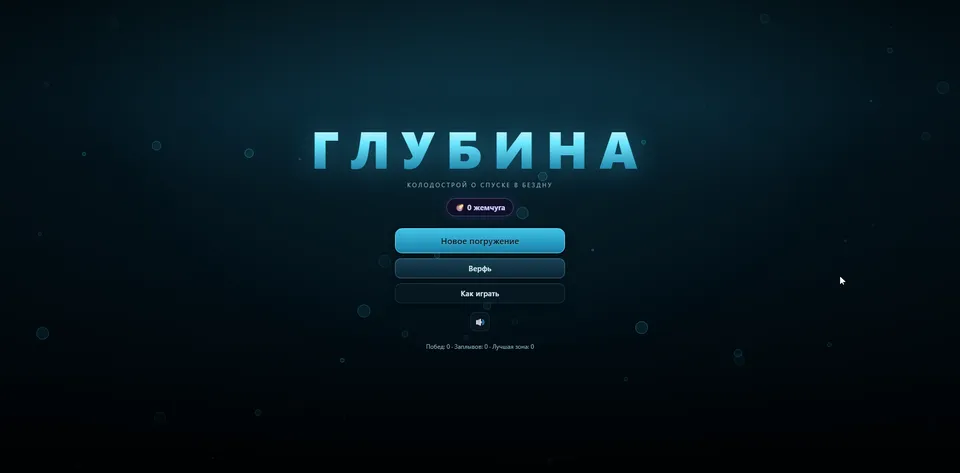 ГЛУБИНА
КОЛОДОСТРОЙ О СПУСКЕ В БЕЗДНУ
0 жемчуга
Новое погружение
Верфь
Как играть
Побед: 0 · Заплывов: 0 · Лучшая зона: 0